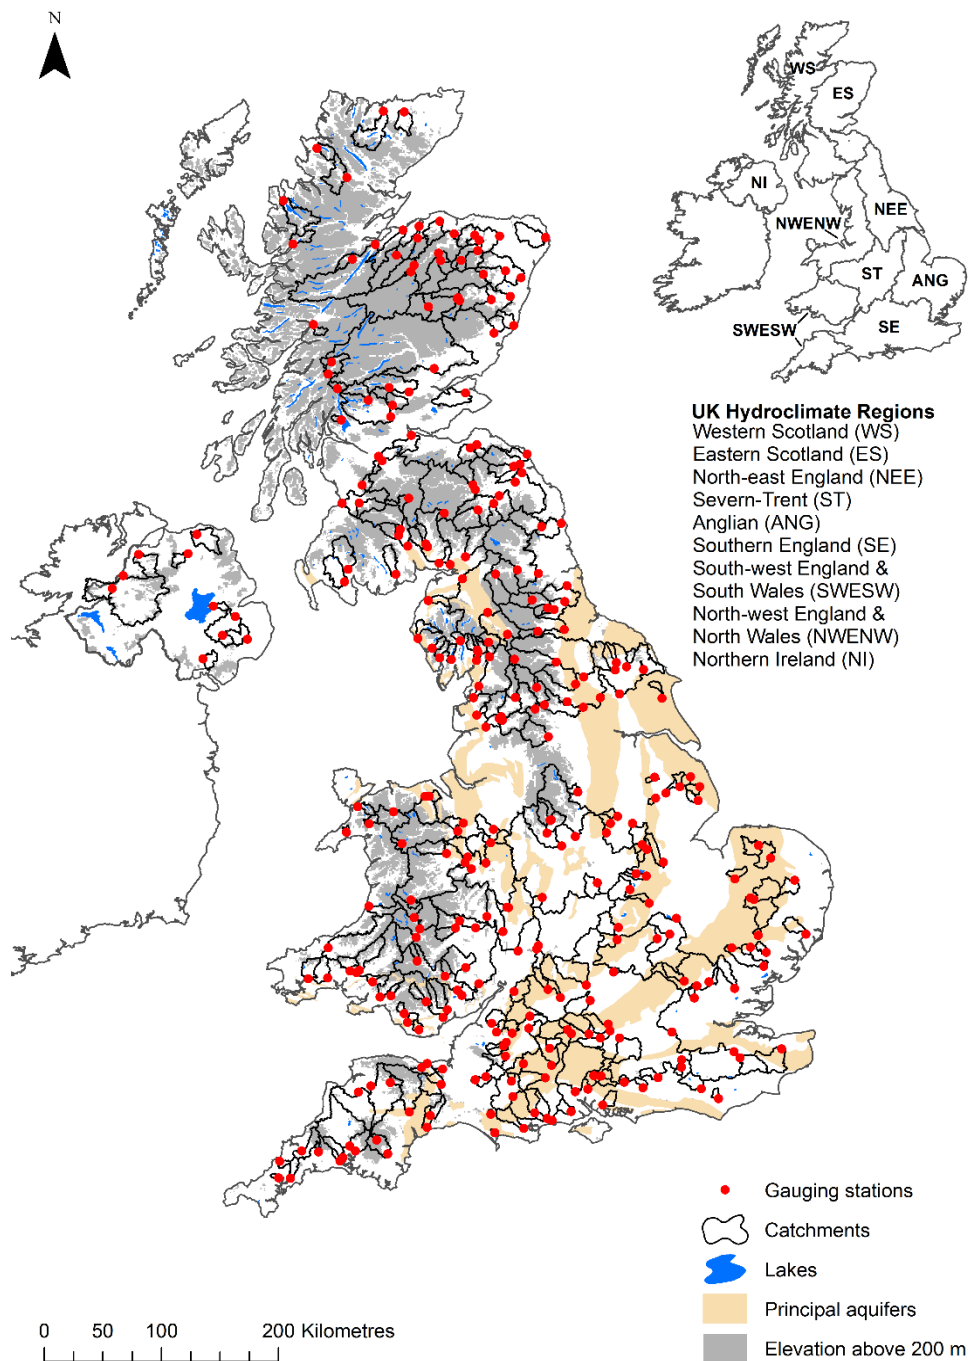 N
WS
ES
NI
NEE
NWENW
ST
ANG
SWESW
SE
UK Hydroclimate Regions
Western Scotland (WS)
Eastern Scotland (ES)
North-east England (NEE)
Severn-Trent (ST)
Anglian (ANG)
Southern England (SE)
South-west England &
South Wales (SWESW)
North-west England &
North Wales (NWENW)
Northern Ireland (NI)
Gauging stations
Catchments
Lakes
Principal aquifers
Elevation above 200 m
0 50 100 200 Kilometres